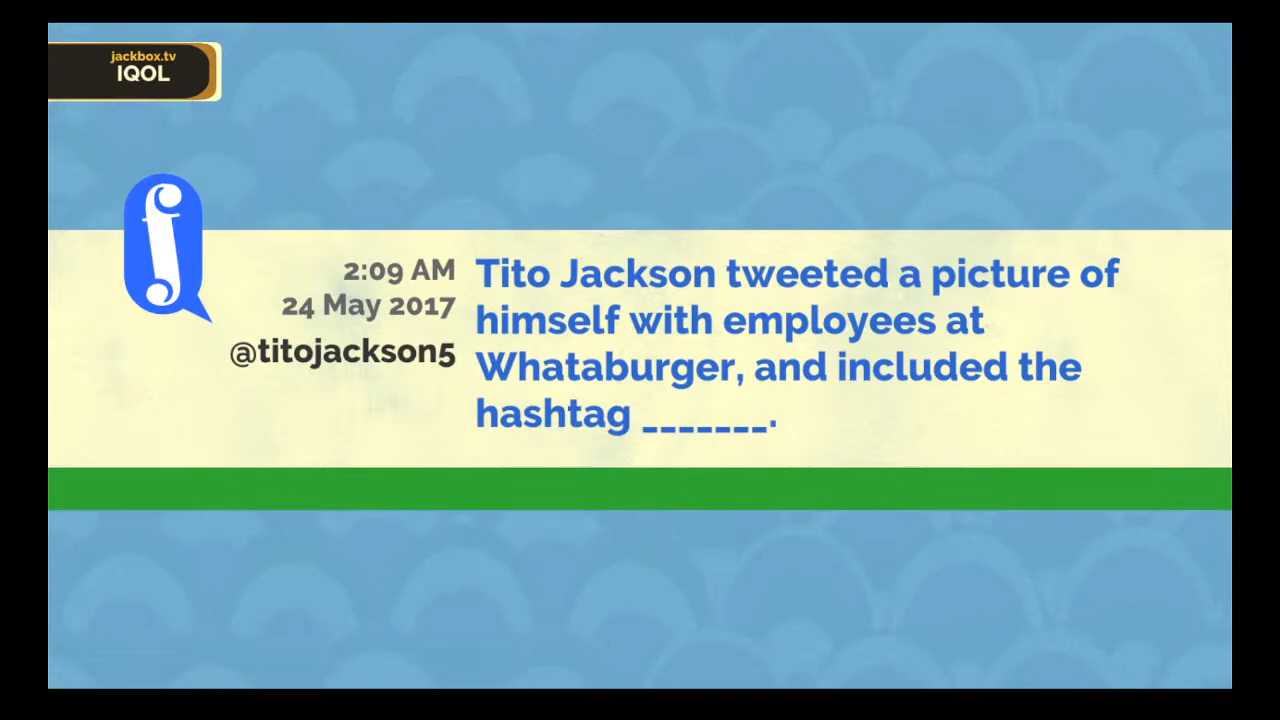 jackbox.tv
IQOL
2:09 AM
24 May 2017
@titojackson5
Tito Jackson tweeted a picture of
himself with employees at
Whataburger, and included the
hashtag _______.